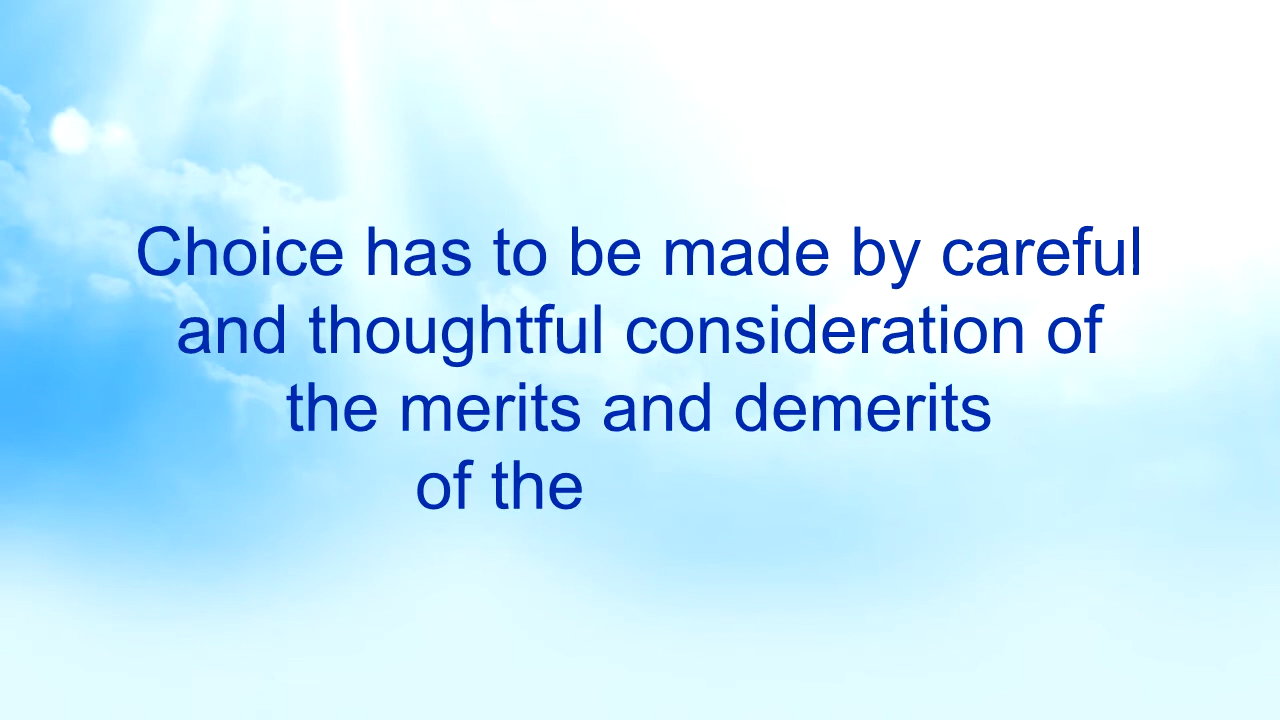 Choice has to be made by careful
and thoughtful consideration of
the merits and demerits
of the